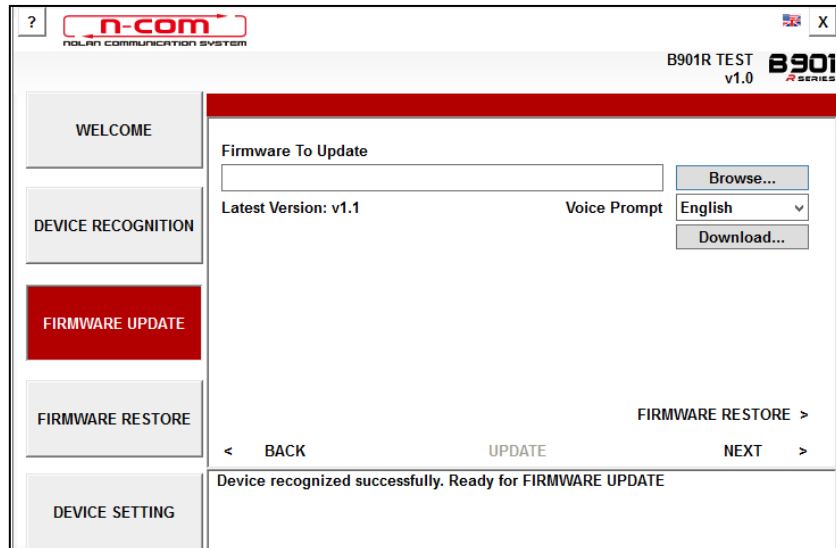 ?
n-com
NOLAN COMMUNICATION SYSTEM
X
B901R TEST
v1.0
B901
R SERIES
WELCOME
DEVICE RECOGNITION
FIRMWARE UPDATE
FIRMWARE RESTORE
DEVICE SETTING
Firmware To Update
Browse...
Latest Version: v1.1 Voice Prompt English
Download...
FIRMWARE RESTORE >
< BACK UPDATE NEXT >
Device recognized successfully. Ready for FIRMWARE UPDATE